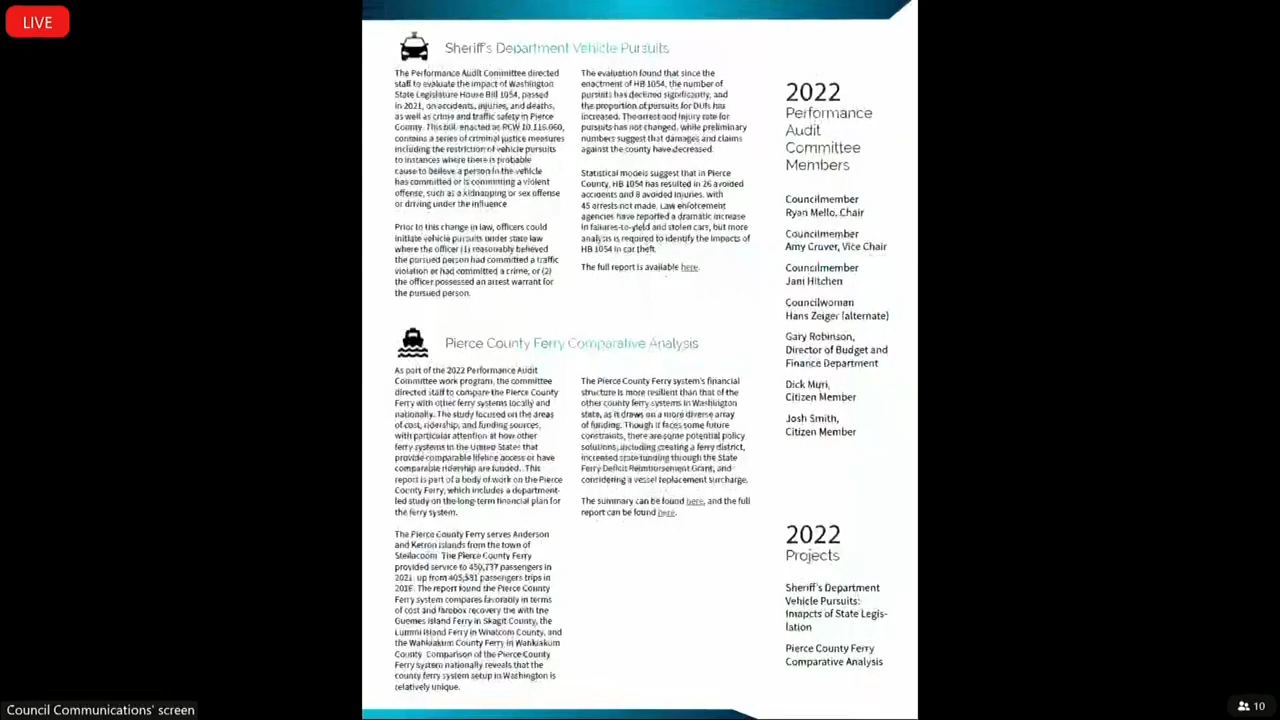 LIVE
Sheriff's Department Vehicle Pursuits
The Performance Audit Committee directed
staff to evaluate the impact of Washington
State Legislature House Bill 1054, passed
in 2021, on accidents, injuries, and deaths,
as well as crime and traffic safety in Pierce
County. This bill, enacted as RCW 10.116.060,
contains a series of criminal justice measures
including the restriction of vehicle pursuits
to instances where there is probable
cause to believe a person in the vehicle
has committed or is committing a violent
offense, such as a kidnapping or sex offense
or driving under the influence
Prior to this change in law, officers could
initiate vehicle pursuits under state law
where the officer (1) reasonably believed
the pursued person had committed a traffic
violation or had committed a crime, or (2)
the officer possessed an arrest warrant for
the pursued person.
The evaluation found that since the
enactment of HB 1054, the number of
pursuits has declined significantly, and
the proportion of pursuits for DUIs has
increased. The arrest and injury rate for
pursuits has not changed, while preliminary
numbers suggest that damages and claims
against the county have decreased.
Statistical models suggest that in Pierce
County, HB 1054 has resulted in 26 avoided
accidents and 8 avoided injuries, with
45 arrests not made. Law enforcement
agencies have reported a dramatic increase
in failures-to-yield and stolen cars, but more
analysis is required to identify the impacts of
HB 1054 in car theft.
The full report is available here.
Pierce County Ferry Comparative Analysis
As part of the 2022 Performance Audit
Committee work program, the committee
directed staff to compare the Pierce County
Ferry with other ferry systems locally and
nationally. The study focused on the areas
of cost, ridership, and funding sources,
with particular attention at how other
ferry systems in the United States that
provide comparable lifeline access or have
comparable ridership are funded. This
report is part of a body of work on the Pierce
County Ferry, which includes a department-
led study on the long-term financial plan for
the ferry system.
The Pierce County Ferry serves Anderson
and Ketron islands from the town of
Steilacoom. The Pierce County Ferry
provided service to 450,737 passengers in
2021, up from 405,581 passengers trips in
2016. The report found the Pierce County
Ferry system compares favorably in terms
of cost and farebox recovery the with the
Guemes Island Ferry in Skagit County, the
Lummi Island Ferry in Whatcom County, and
the Wahkiakum County Ferry in Wahkiakum
County. Comparison of the Pierce County
Ferry system nationally reveals that the
county ferry system setup in Washington is
relatively unique.
The Pierce County Ferry system's financial
structure is more resilient than that of the
other county ferry systems in Washington
state, as it draws on a more diverse array
of funding. Though it faces some future
constraints, there are some potential policy
solutions, including creating a ferry district,
increased state funding through the State
Ferry Deficit Reimbursement Grant, and
considering a vessel replacement surcharge.
The summary can be found here, and the full
report can be found here.
2022
Performance
Audit
Committee
Members
Councilmember
Ryan Mello, Chair
Councilmember
Amy Cruver, Vice Chair
Councilmember
Jani Hitchen
Councilwoman
Hans Zeiger (alternate)
Gary Robinson,
Director of Budget and
Finance Department
Dick Muri,
Citizen Member
Josh Smith,
Citizen Member
2022
Projects
Sheriff's Department
Vehicle Pursuits:
Imapcts of State Legis-
lation
Pierce County Ferry
Comparative Analysis
Council Communications' screen
10